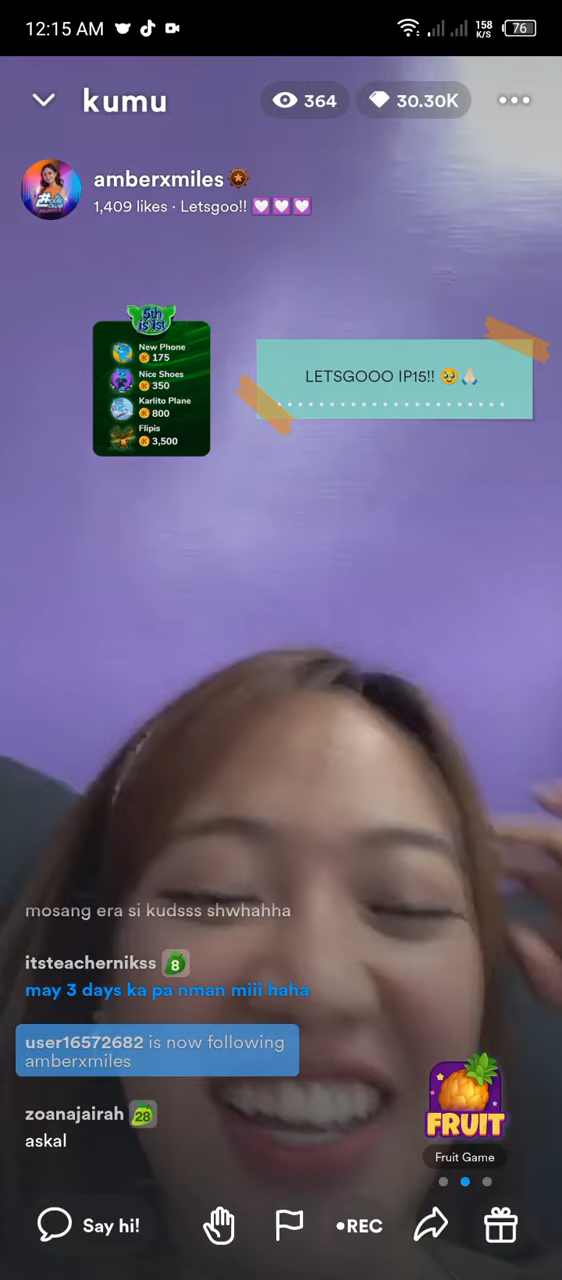 12:15 AM
158
K/S
76
kumu
364
30.30K
amberxmiles
1,409 likes · Letsgoo!! 💟💟💟
5th
is 1st
New Phone
K 175
Nice Shoes
K 350
Karlito Plane
K 800
Flipis
K 3,500
LETSGOOO IP15!! 🥹🙏🏻
mosang era si kudsss shwhahha
itsteachernikss 8
may 3 days ka pa nman miii haha
user16572682 is now following
amberxmiles
zoanajairah 28
askal
FRUIT
Fruit Game
Say hi!
•REC